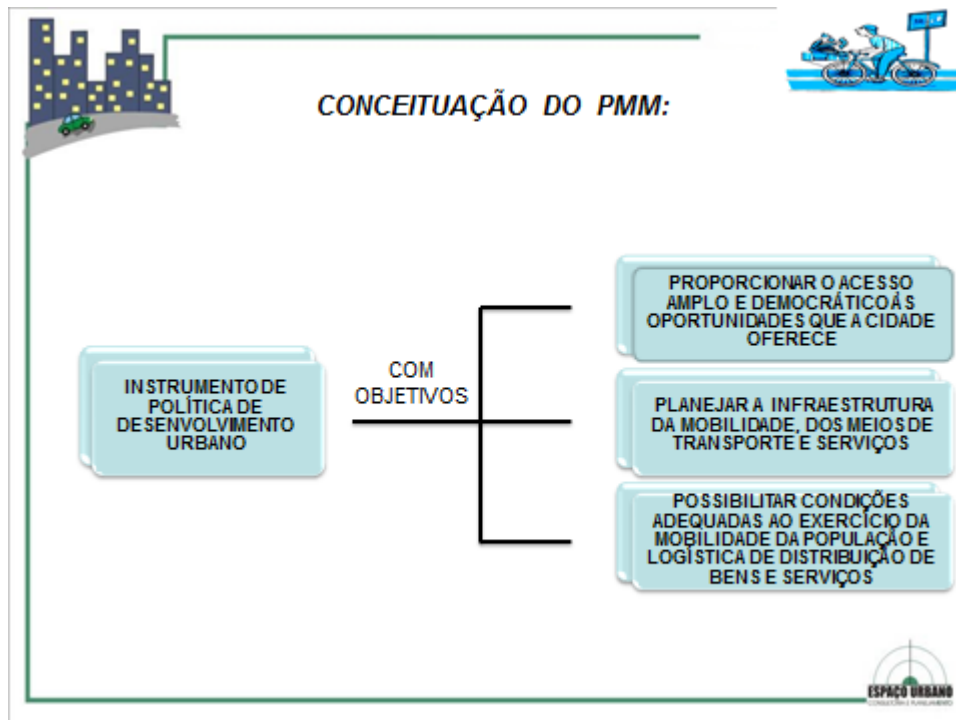 CONCEITUAÇÃO DO PMM:
INSTRUMENTO DE
POLÍTICA DE
DESENVOLVIMENTO
URBANO
COM
OBJETIVOS
PROPORCIONAR O ACESSO
AMPLO E DEMOCRÁTICO ÀS
OPORTUNIDADES QUE A CIDADE
OFERECE
PLANEJAR A INFRAESTRUTURA
DA MOBILIDADE, DOS MEIOS DE
TRANSPORTE E SERVIÇOS
POSSIBILITAR CONDIÇÕES
ADEQUADAS AO EXERCÍCIO DA
MOBILIDADE DA POPULAÇÃO E
LOGÍSTICA DE DISTRIBUIÇÃO DE
BENS E SERVIÇOS
ESPAÇO URBANO
CONSULTORIA E PLANEJAMENTO